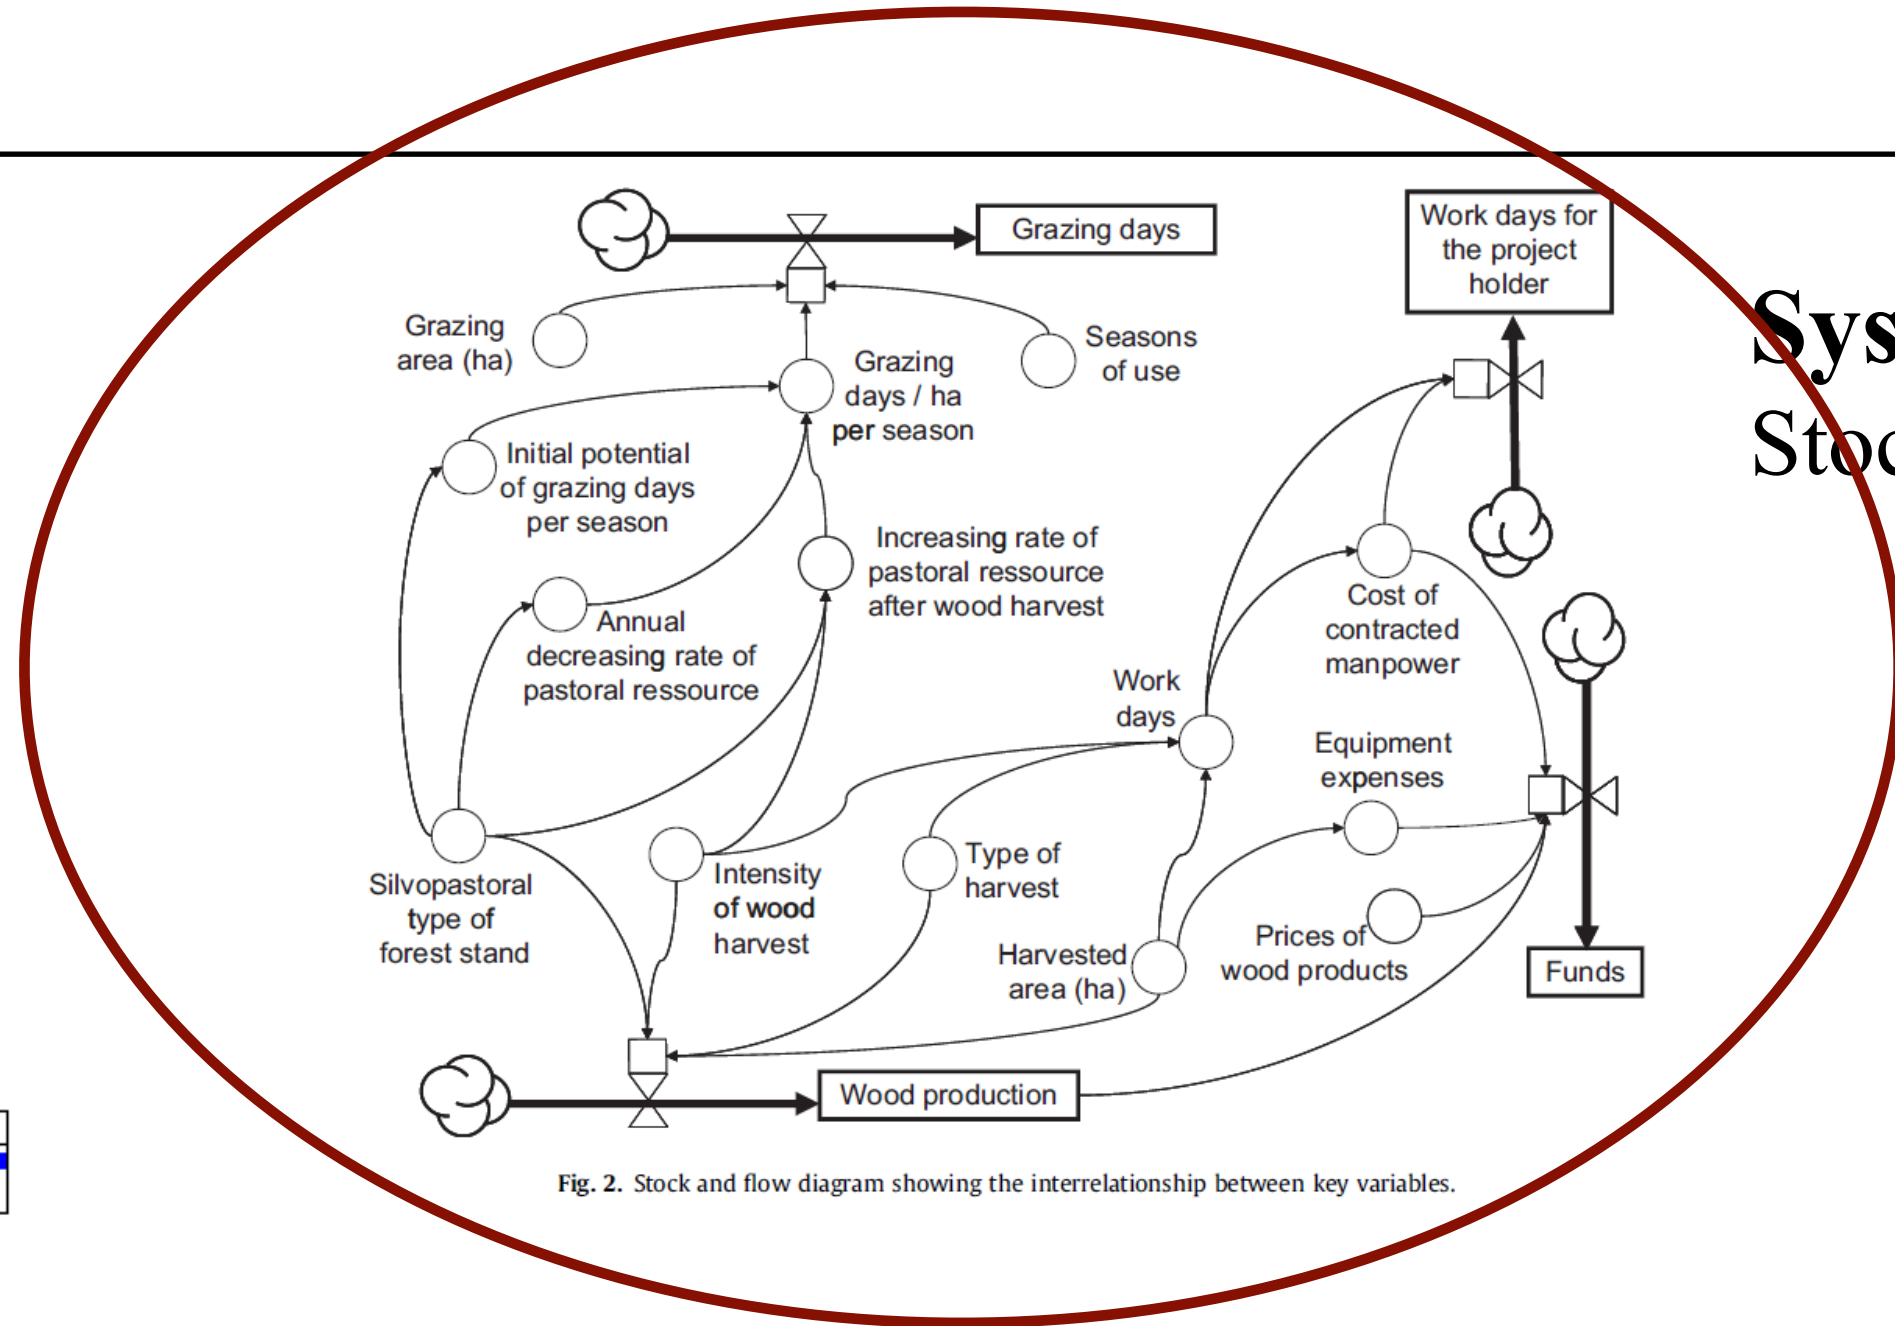 Grazing days
Work days for
the project
holder
Grazing
area (ha)
Seasons
of use
Grazing
days / ha
per season
Initial potential
of grazing days
per season
Increasing rate of
pastoral ressource
after wood harvest
Annual
decreasing rate of
pastoral ressource
Cost of
contracted
manpower
Work
days
Equipment
expenses
Silvopastoral
type of
forest stand
Intensity
of wood
harvest
Type of
harvest
Harvested
area (ha)
Prices of
wood products
Funds
Wood production
Fig. 2. Stock and flow diagram showing the interrelationship between key variables.
Sys
Stoc